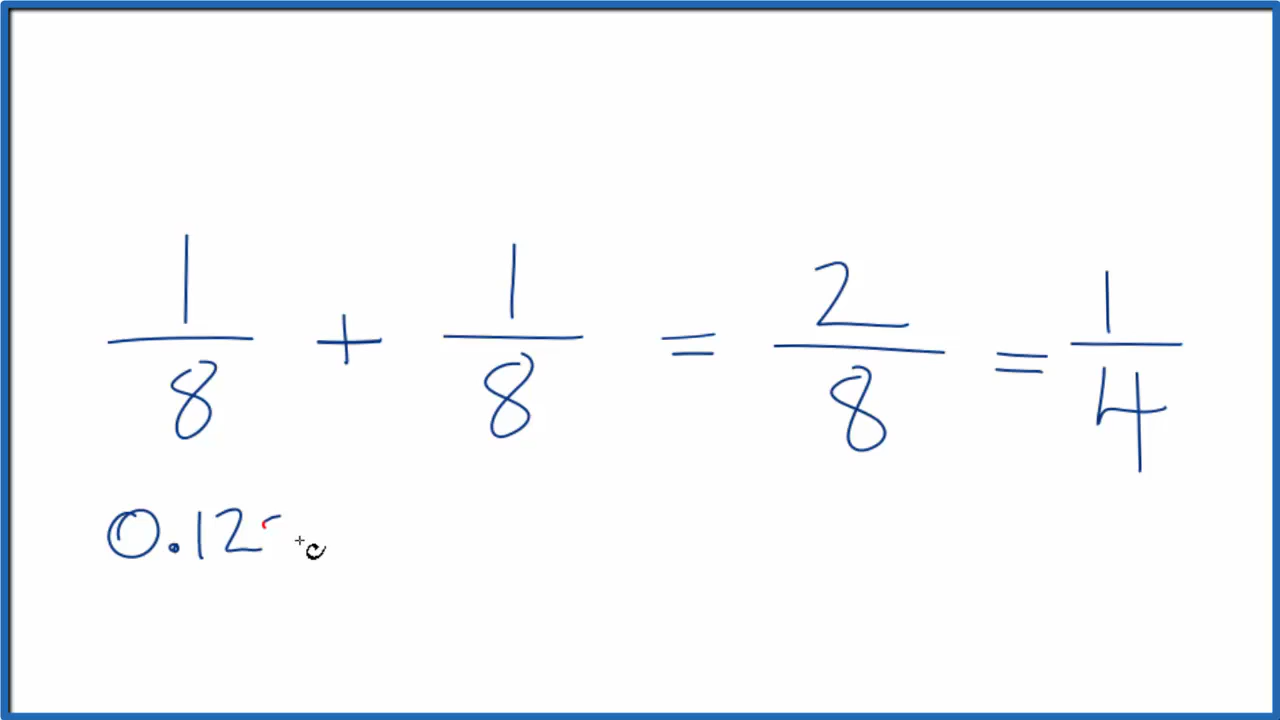 1/8 + 1/8 = 2/8 = 1/4
0.12